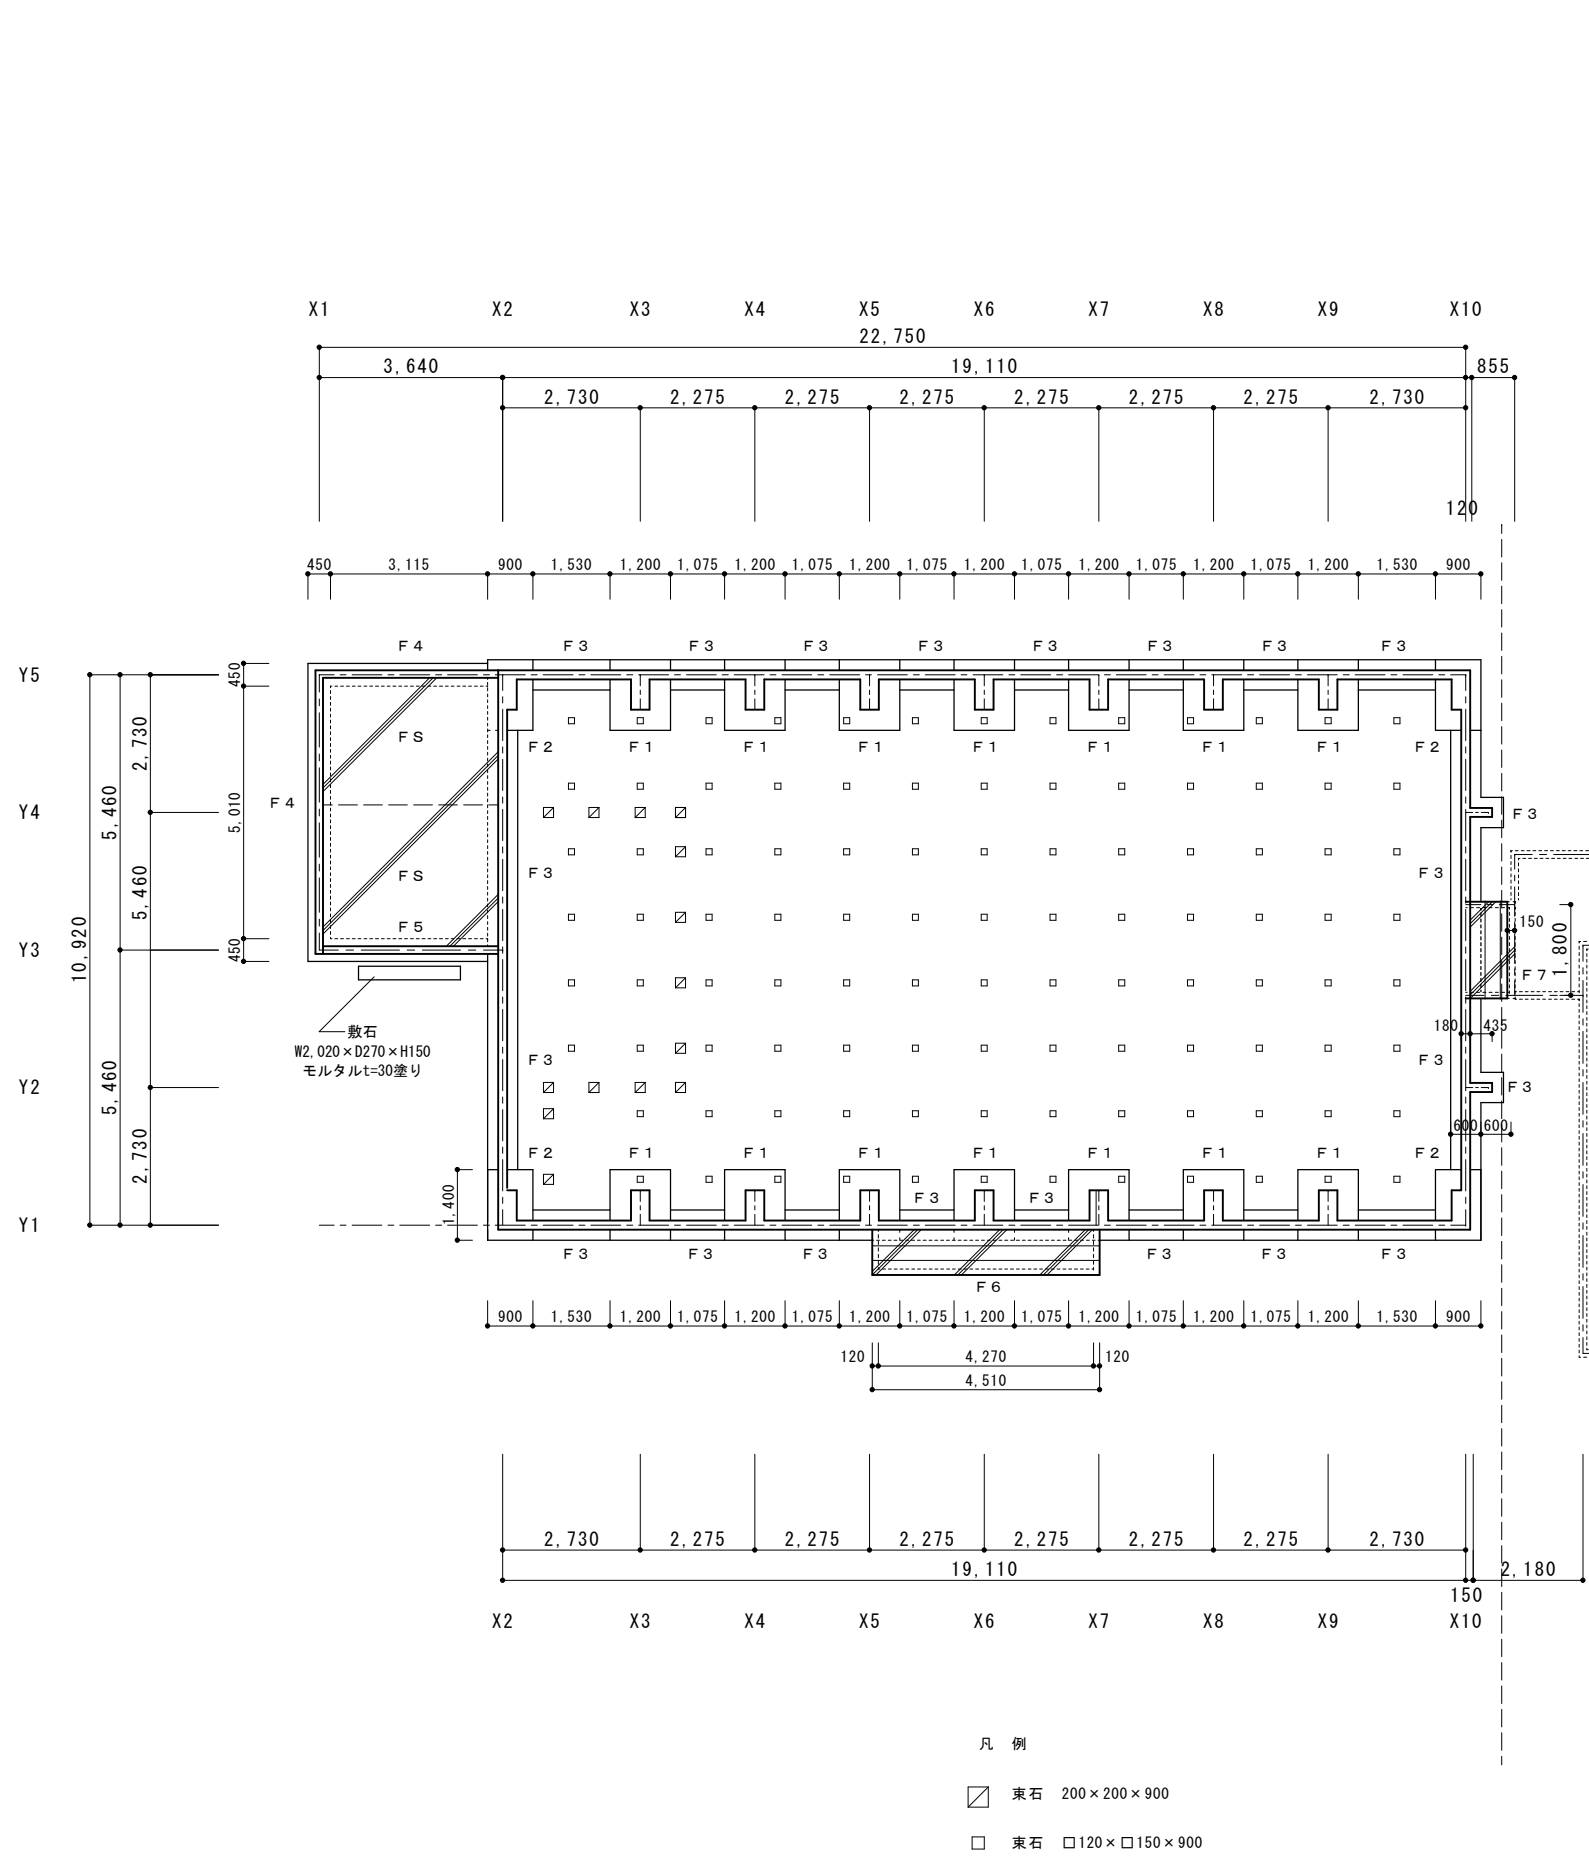 X1 X2 X3 X4 X5 X6 X7 X8 X9 X10
22,750
3,640 19,110 855
2,730 2,275 2,275 2,275 2,275 2,275 2,275 2,730
120
450 3,115 900 1,530 1,200 1,075 1,200 1,075 1,200 1,075 1,200 1,075 1,200 1,075 1,200 1,075 1,200 1,530 900
F4 F3 F3 F3 F3 F3 F3 F3 F3
Y5 450
2,730 FS F2 F1 F1 F1 F1 F1 F1 F1 F2
F4
Y4 5,460 5,010 F3
5,460 FS F3 F3
10,920 F5 150
Y3 450 1,800
F7
敷石 180 435
W2,020×D270×H150
モルタルt=30塗り F3 F3
Y2 5,460 F3
600 600
2,730 F2 F1 F1 F1 F1 F1 F1 F1 F2
1,400 F3 F3
Y1
F3 F3 F3 F3 F3 F3
F6
900 1,530 1,200 1,075 1,200 1,075 1,200 1,075 1,200 1,075 1,200 1,075 1,200 1,075 1,200 1,530 900
120 4,270 120
4,510
2,730 2,275 2,275 2,275 2,275 2,275 2,275 2,730
19,110 2,180
150
X2 X3 X4 X5 X6 X7 X8 X9 X10
凡 例
束石 200×200×900
束石 □120×□150×900